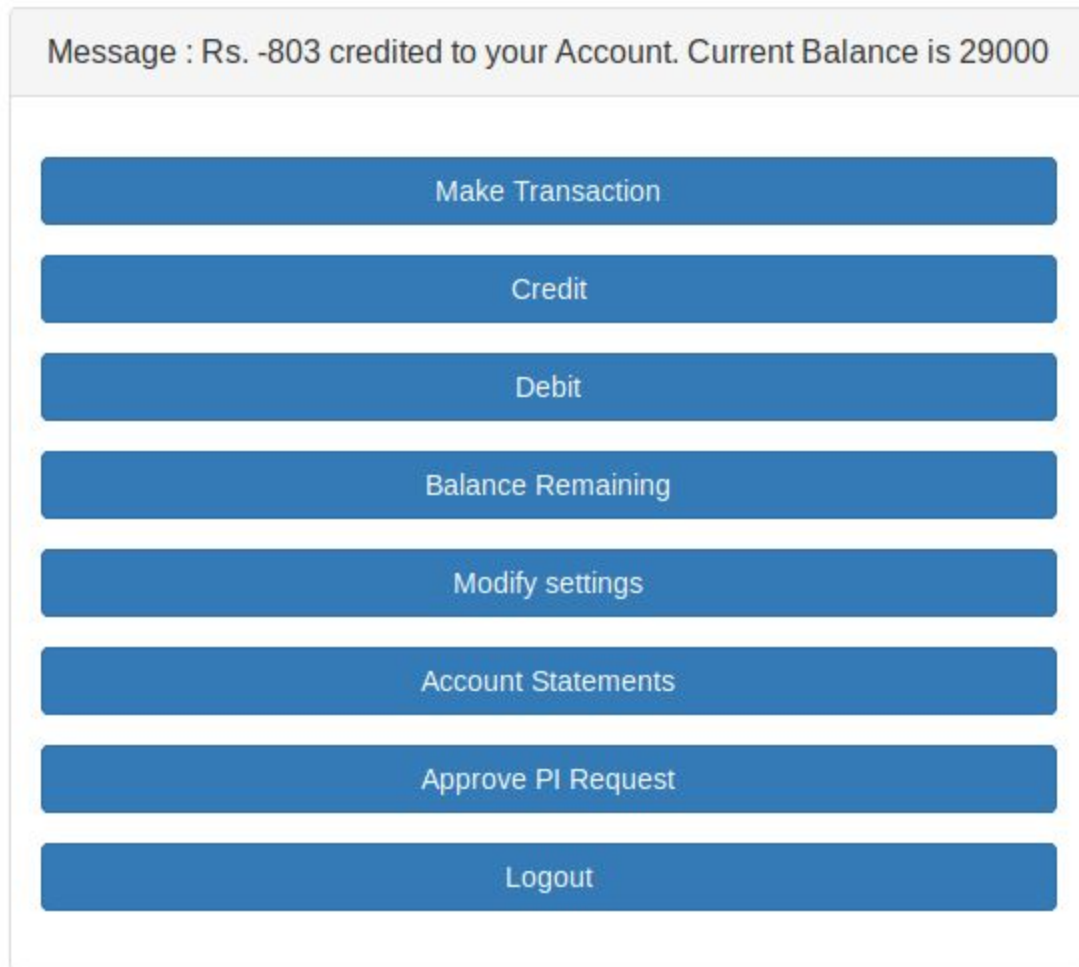 Message : Rs. -803 credited to your Account. Current Balance is 29000
Make Transaction
Credit
Debit
Balance Remaining
Modify settings
Account Statements
Approve PI Request
Logout